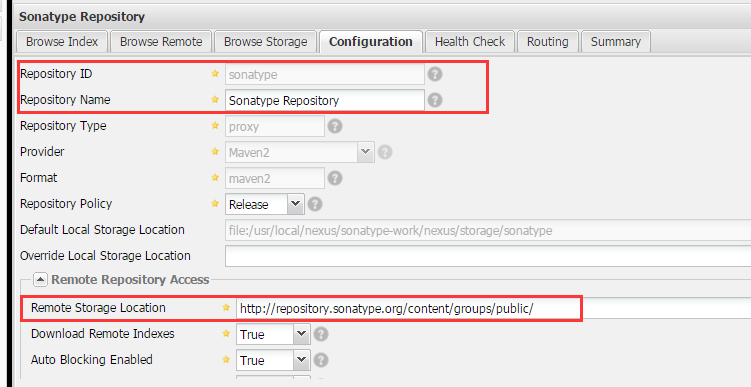 Sonatype Repository
Browse Index Browse Remote Browse Storage Configuration Health Check Routing Summary
Repository ID sonatype
Repository Name Sonatype Repository
Repository Type proxy
Provider Maven2
Format maven2
Repository Policy Release
Default Local Storage Location file:/usr/local/nexus/sonatype-work/nexus/storage/sonatype
Override Local Storage Location
Remote Repository Access
Remote Storage Location http://repository.sonatype.org/content/groups/public/
Download Remote Indexes True
Auto Blocking Enabled True